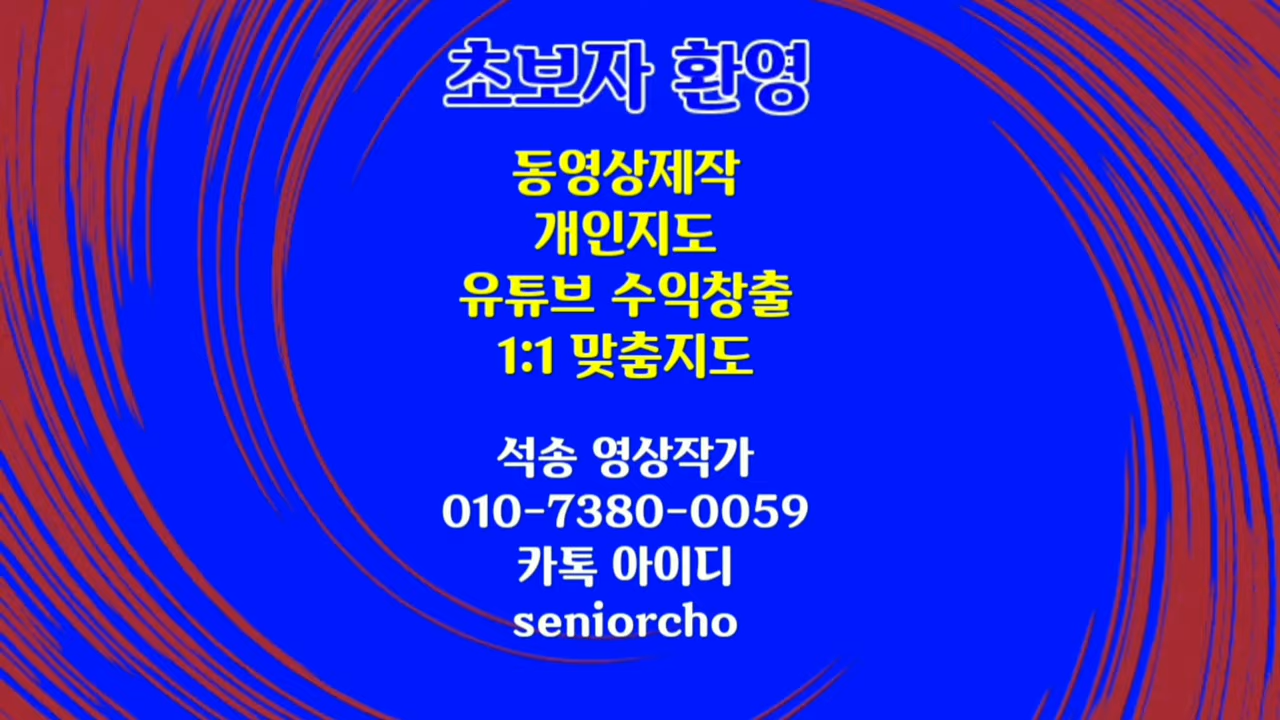 초보자 환영
동영상제작
개인지도
유튜브 수익창출
1:1 맞춤지도
석송 영상작가
010-7380-0059
카톡 아이디
seniorcho